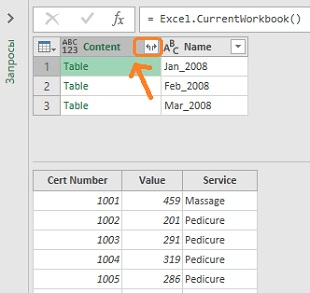 Запросы
fx = Excel.CurrentWorkbook()
ABC 123 Content ABC Name
1 Table Jan_2008
2 Table Feb_2008
3 Table Mar_2008
Cert Number Value Service
1001 459 Massage
1002 201 Pedicure
1003 291 Pedicure
1004 319 Pedicure
1005 286 Pedicure